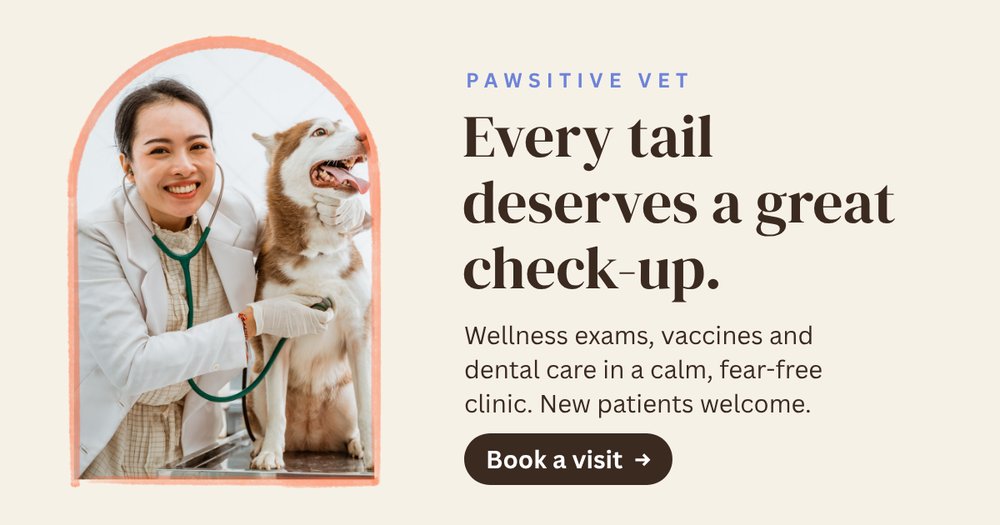 PAWSITIVE VET
Every tail
deserves a great
check-up.
Wellness exams, vaccines and
dental care in a calm, fear-free
clinic. New patients welcome.
Book a visit →